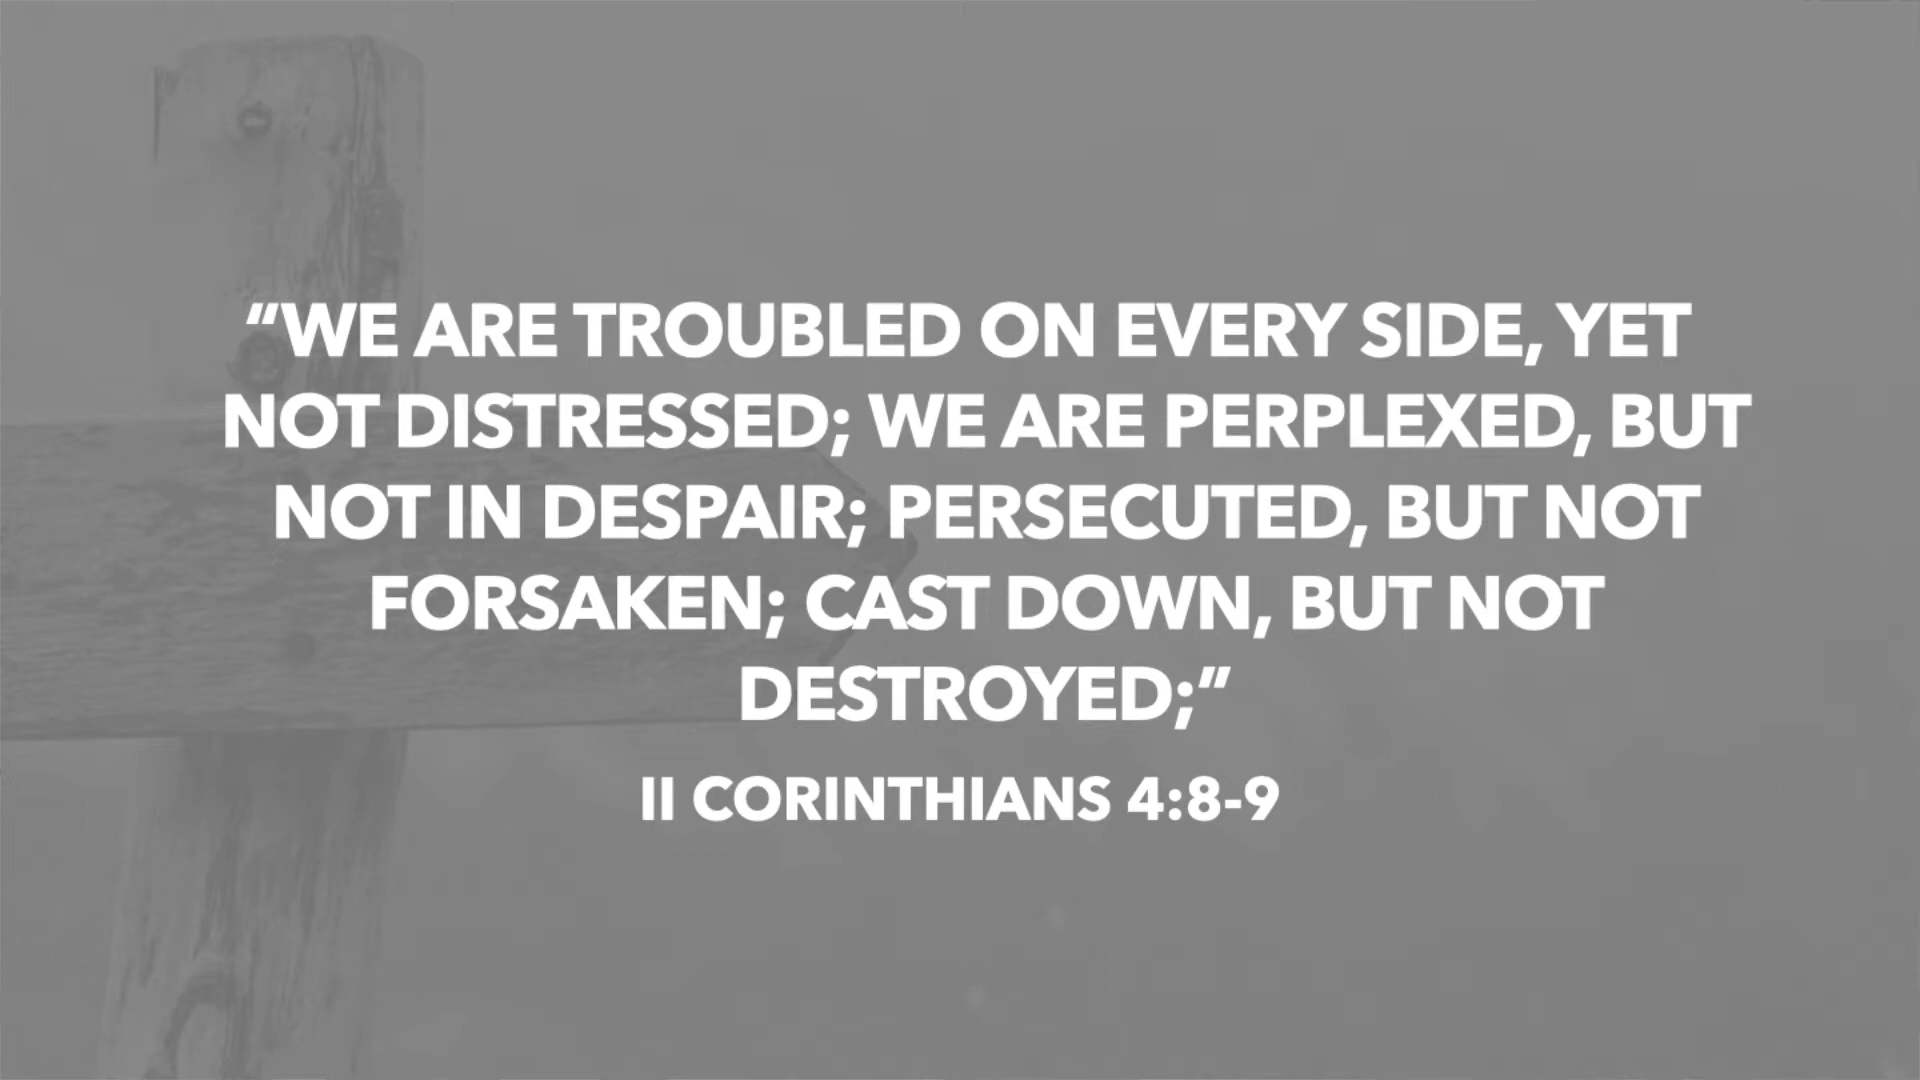 “WE ARE TROUBLED ON EVERY SIDE, YET
NOT DISTRESSED; WE ARE PERPLEXED, BUT
NOT IN DESPAIR; PERSECUTED, BUT NOT
FORSAKEN; CAST DOWN, BUT NOT
DESTROYED;”
II CORINTHIANS 4:8-9